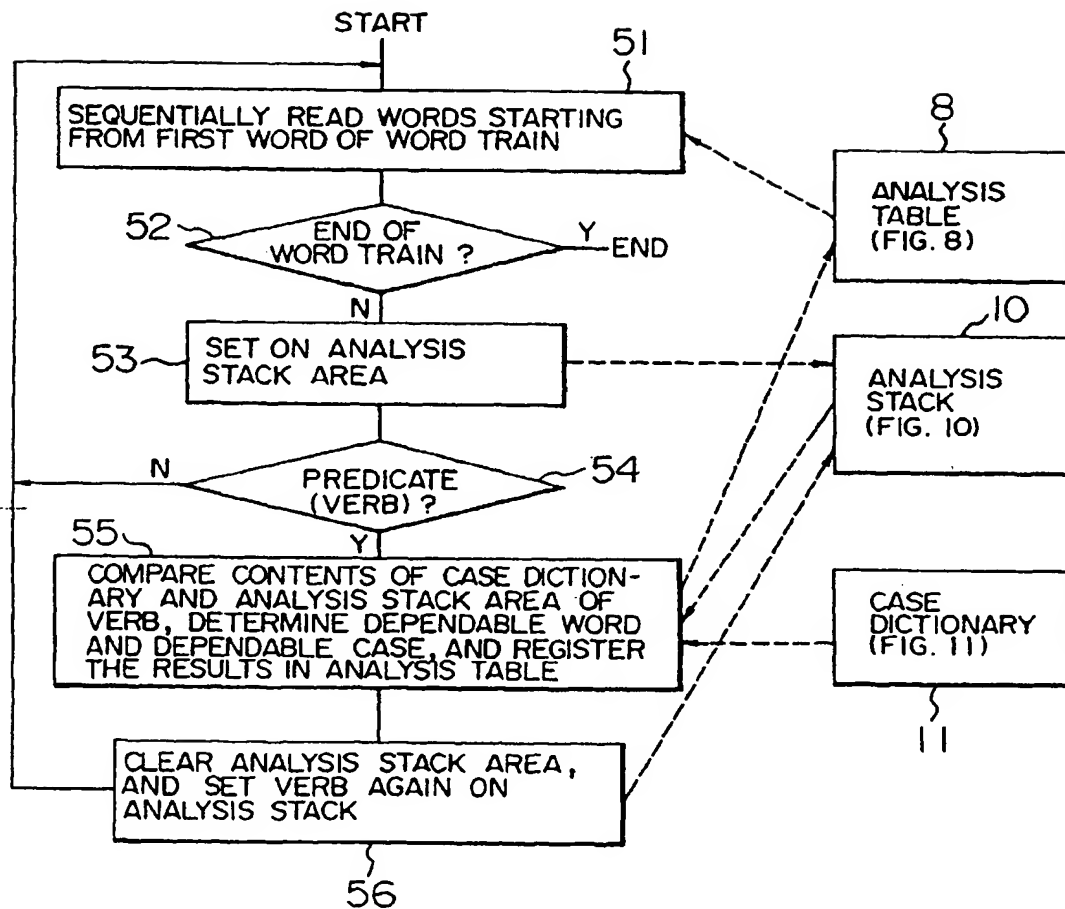 START
51
SEQUENTIALLY READ WORDS STARTING
FROM FIRST WORD OF WORD TRAIN
8
ANALYSIS
TABLE
(FIG. 8)
52
END OF
WORD TRAIN ?
Y
END
N
53
SET ON ANALYSIS
STACK AREA
10
ANALYSIS
STACK
(FIG. 10)
N
PREDICATE
(VERB) ?
54
55
Y
COMPARE CONTENTS OF CASE DICTION-
ARY AND ANALYSIS STACK AREA OF
VERB, DETERMINE DEPENDABLE WORD
AND DEPENDABLE CASE, AND REGISTER
THE RESULTS IN ANALYSIS TABLE
CASE
DICTIONARY
(FIG. 11)
11
CLEAR ANALYSIS STACK AREA,
AND SET VERB AGAIN ON
ANALYSIS STACK
56